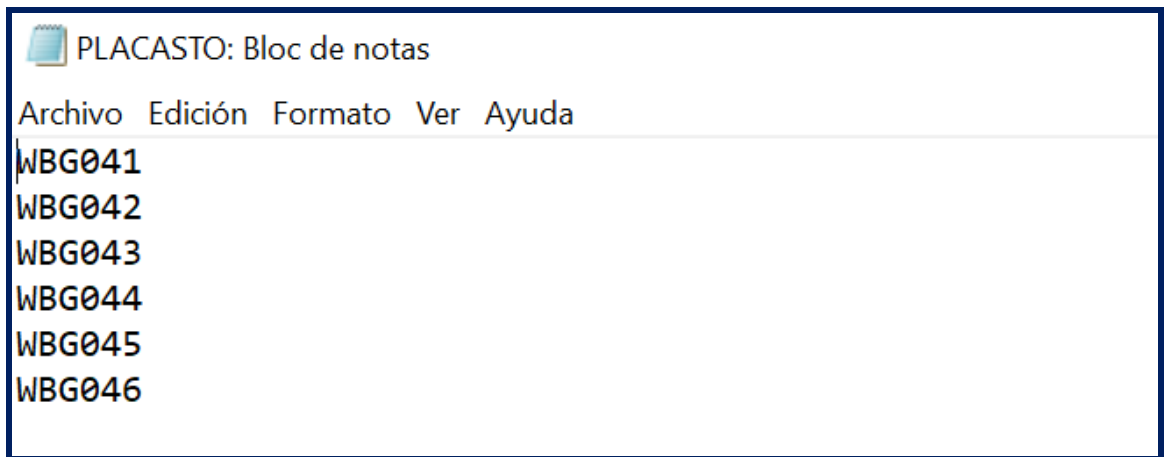 PLACASTO: Bloc de notas
Archivo Edición Formato Ver Ayuda
WBG041
WBG042
WBG043
WBG044
WBG045
WBG046